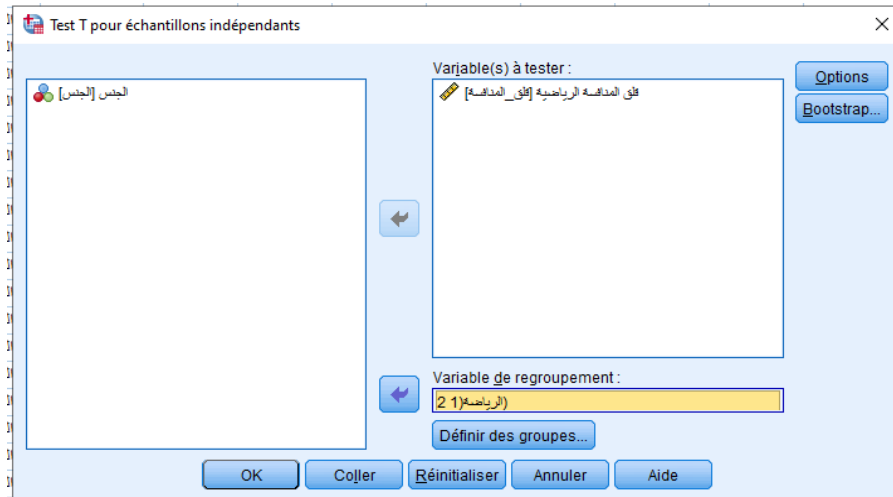 Test T pour échantillons indépendants
Variable(s) à tester :
الجنس [الجنس]
قلق المنافسة الرياضية [قلق_المنافسة]
Options
Bootstrap...
Variable de regroupement :
الرياضة(1 2)
Définir des groupes...
OK
Coller
Réinitialiser
Annuler
Aide